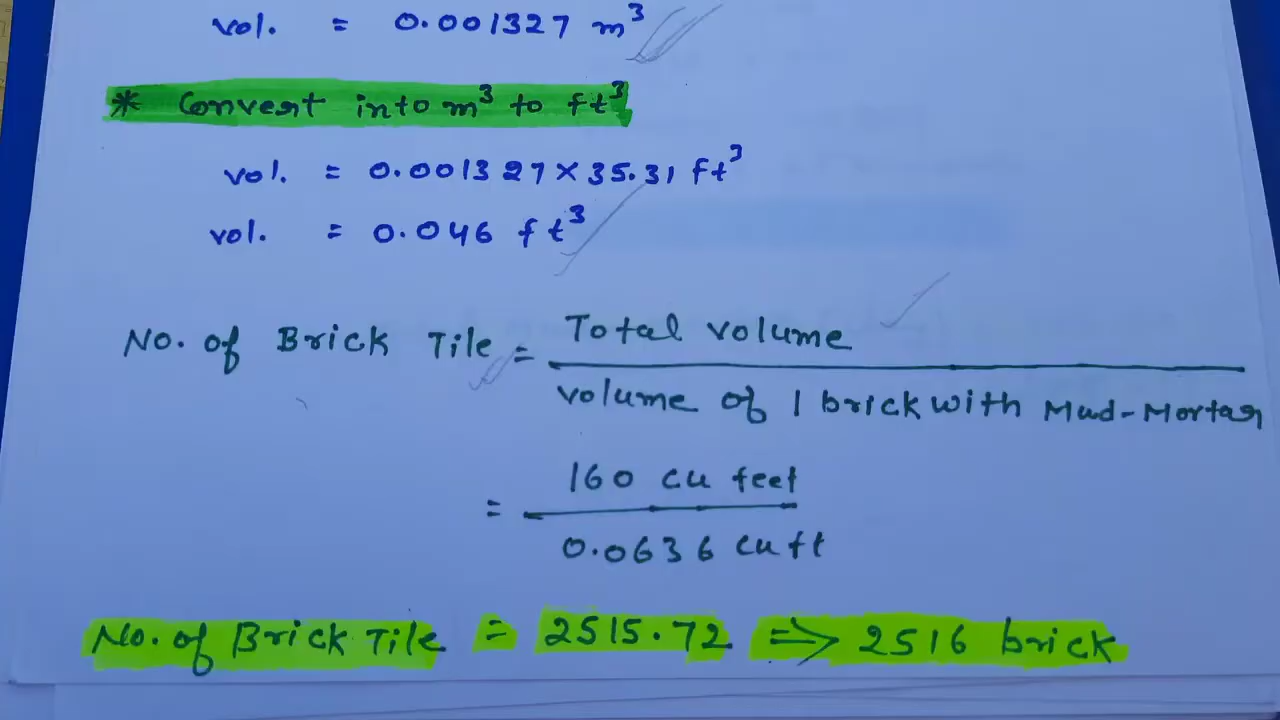 vol. = 0.001327 m³
* Convert into m³ to ft³
vol. = 0.001327 × 35.31 ft³
vol. = 0.046 ft³
No. of Brick Tile = Total volume
volume of 1 brick with Mud-Mortar
= 160 cu feet
0.0636 cu ft
No. of Brick Tile = 2515.72 ⇒ 2516 brick